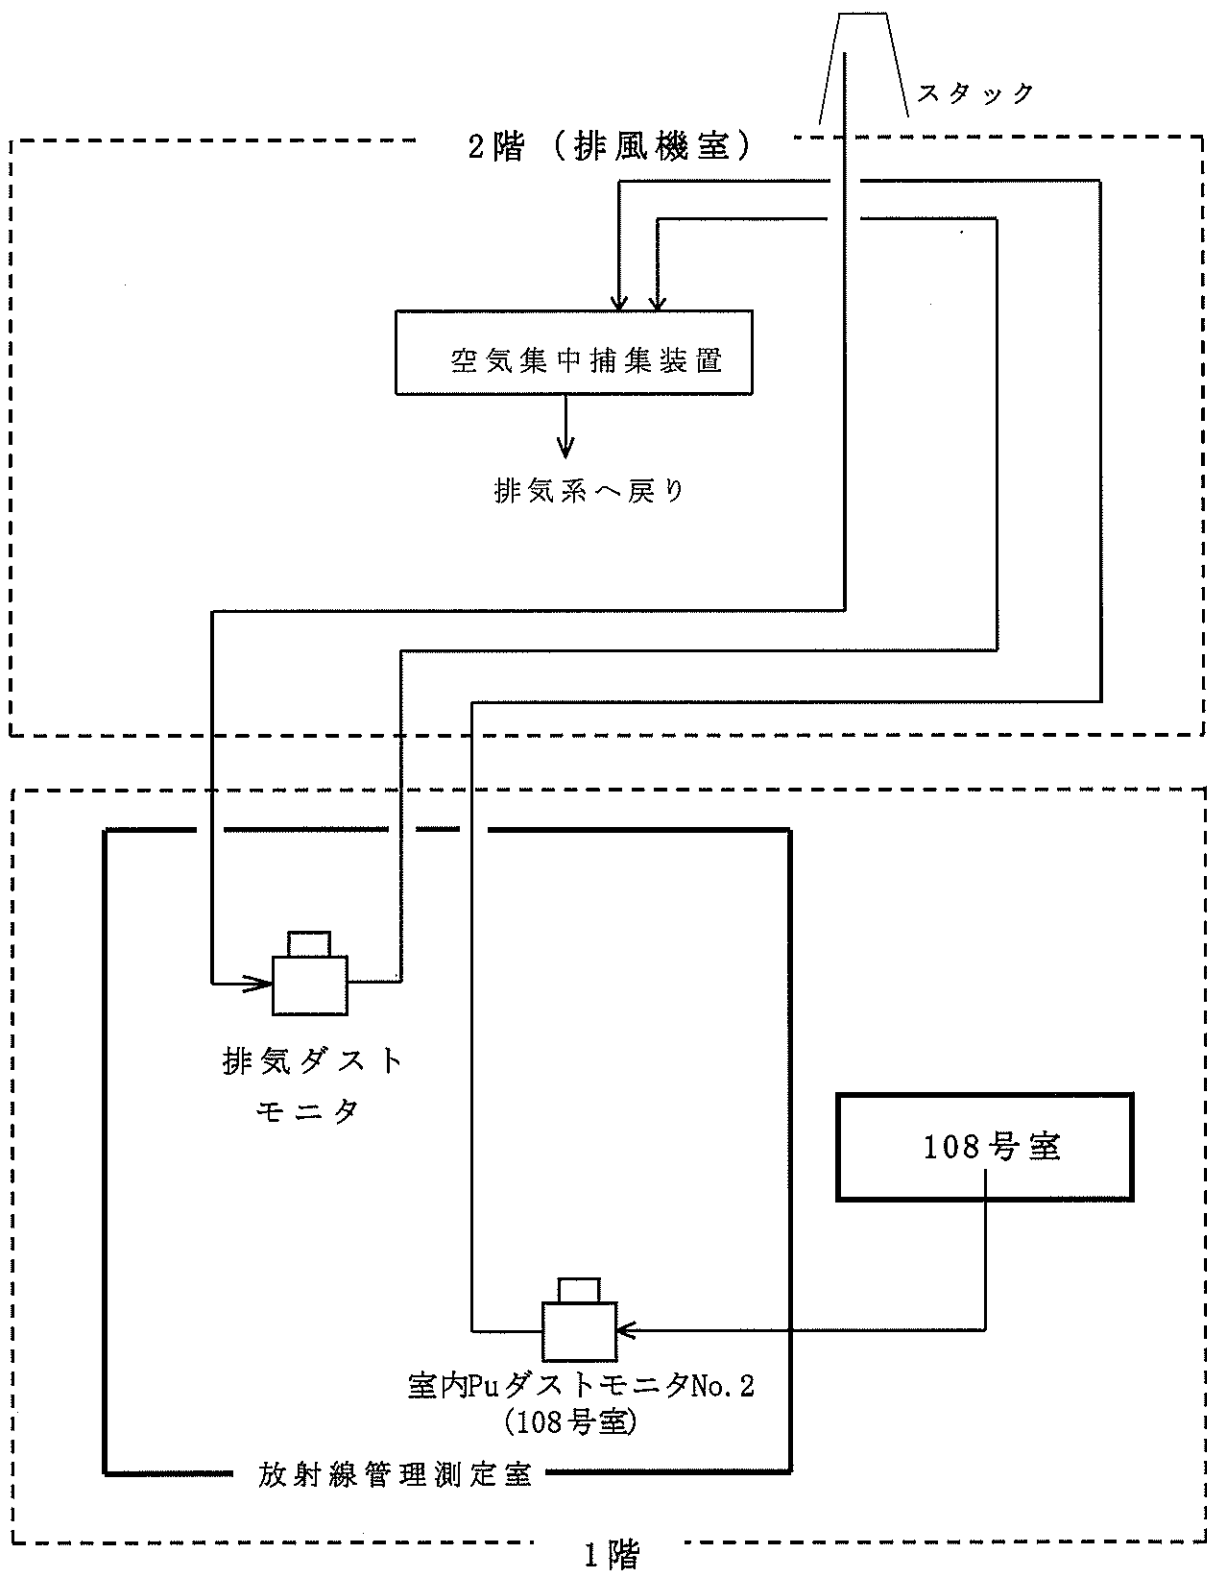 スタック
2階（排風機室）
空気集中捕集装置
排気系へ戻り
排気ダスト
モニタ
108号室
室内PuダストモニタNo.2
(108号室)
放射線管理測定室
1階